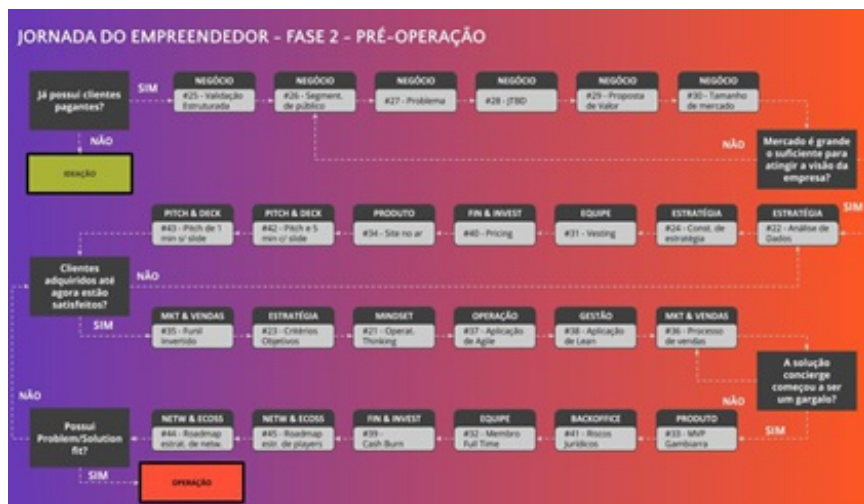 JORNADA DO EMPREENDEDOR - FASE 2 - PRÉ-OPERAÇÃO
Já possui clientes
pagantes?
SIM
NÃO
IDEAÇÃO
NEGÓCIO
#25 - Validação
Estruturada
NEGÓCIO
#26 - Segment.
de público
NEGÓCIO
#27 - Problema
NEGÓCIO
#28 - JTBD
NEGÓCIO
#29 - Proposta
de Valor
NEGÓCIO
#30 - Tamanho
de mercado
Mercado é grande
o suficiente para
atingir a visão da
empresa?
NÃO
SIM
PITCH & DECK
#43 - Pitch de 1
min s/ slide
PITCH & DECK
#42 - Pitch e 5
min c/ slide
PRODUTO
#34 - Site no ar
FIN & INVEST
#40 - Pricing
EQUIPE
#31 - Vesting
ESTRATÉGIA
#24 - Const. de
estratégia
ESTRATÉGIA
#22 - Análise de
Dados
Clientes
adquiridos até
agora estão
satisfeitos?
NÃO
SIM
MKT & VENDAS
#35 - Funil
Invertido
ESTRATÉGIA
#23 - Critérios
Objetivos
MINDSET
#21 - Operat.
Thinking
OPERAÇÃO
#37 - Aplicação
de Agile
GESTÃO
#38 - Aplicação
de Lean
MKT & VENDAS
#36 - Processo
de vendas
A solução
concierge
começou a ser
um gargalo?
NÃO
SIM
NETW & ECOSS
#44 - Roadmap
estrat. de netw.
NETW & ECOSS
#45 - Roadmap
estr. de players
FIN & INVEST
#39 -
Cash Burn
EQUIPE
#32 - Membro
Full Time
BACKOFFICE
#41 - Riscos
Jurídicos
PRODUTO
#33 - MVP
Gambiarra
NÃO
Possui
Problem/Solution
fit?
SIM
OPERAÇÃO